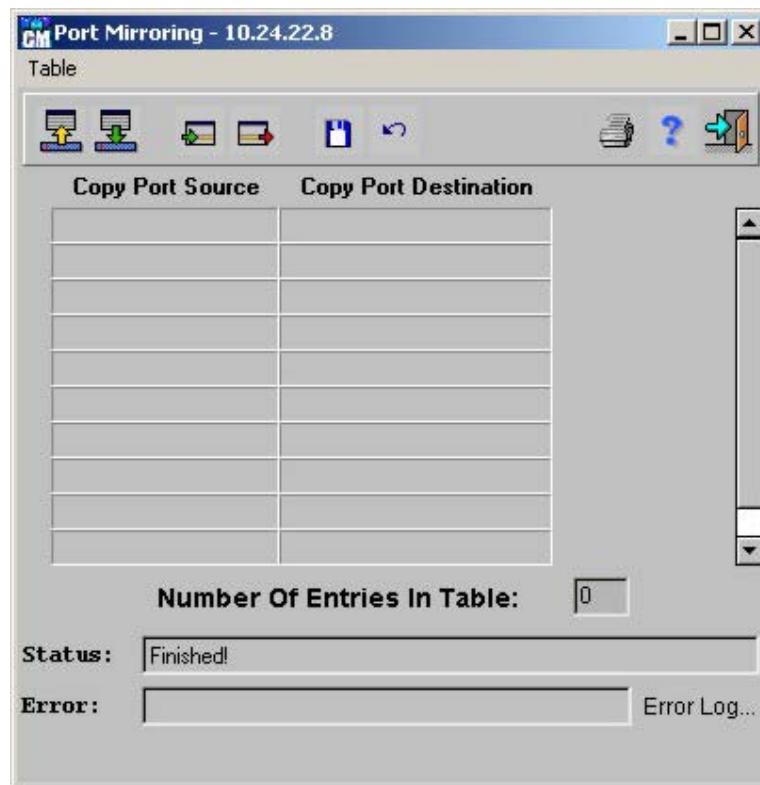 CM Port Mirroring - 10.24.22.8
Table
?
Copy Port Source Copy Port Destination
Number Of Entries In Table: 0
Status: Finished!
Error: Error Log...